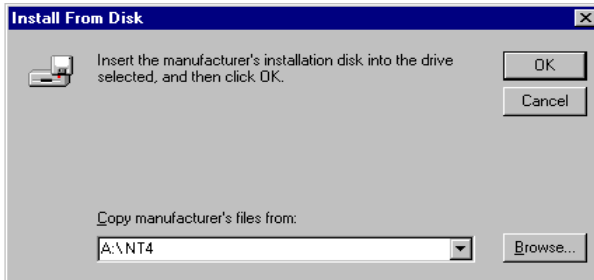 Install From Disk
Insert the manufacturer's installation disk into the drive
selected, and then click OK.
OK
Cancel
Copy manufacturer's files from:
A:\NT4
Browse...